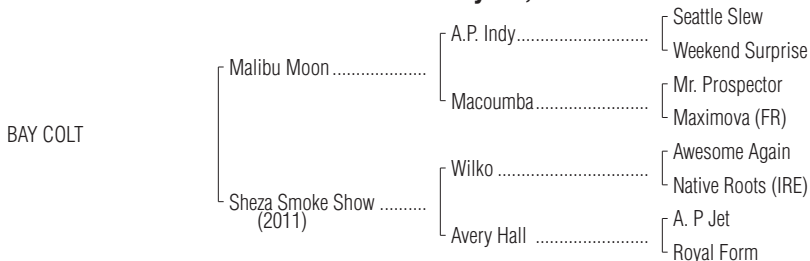 A.P. Indy
Seattle Slew
Weekend Surprise
Malibu Moon
Macoumba
Mr. Prospector
Maximova (FR)
BAY COLT
Wilko
Awesome Again
Native Roots (IRE)
Sheza Smoke Show
(2011)
Avery Hall
A. P Jet
Royal Form